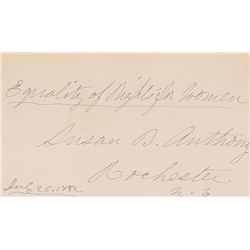 Equality of Rights for Women
Susan B. Anthony
Rochester
N. Y.